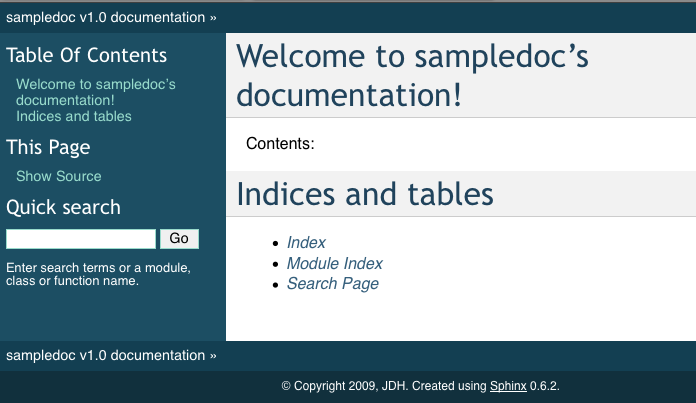 sampledoc v1.0 documentation »
Table Of Contents
Welcome to sampledoc's
documentation!
Indices and tables
This Page
Show Source
Quick search
Go
Enter search terms or a module,
class or function name.
Welcome to sampledoc's
documentation!
Contents:
Indices and tables
Index
Module Index
Search Page
sampledoc v1.0 documentation »
© Copyright 2009, JDH. Created using Sphinx 0.6.2.